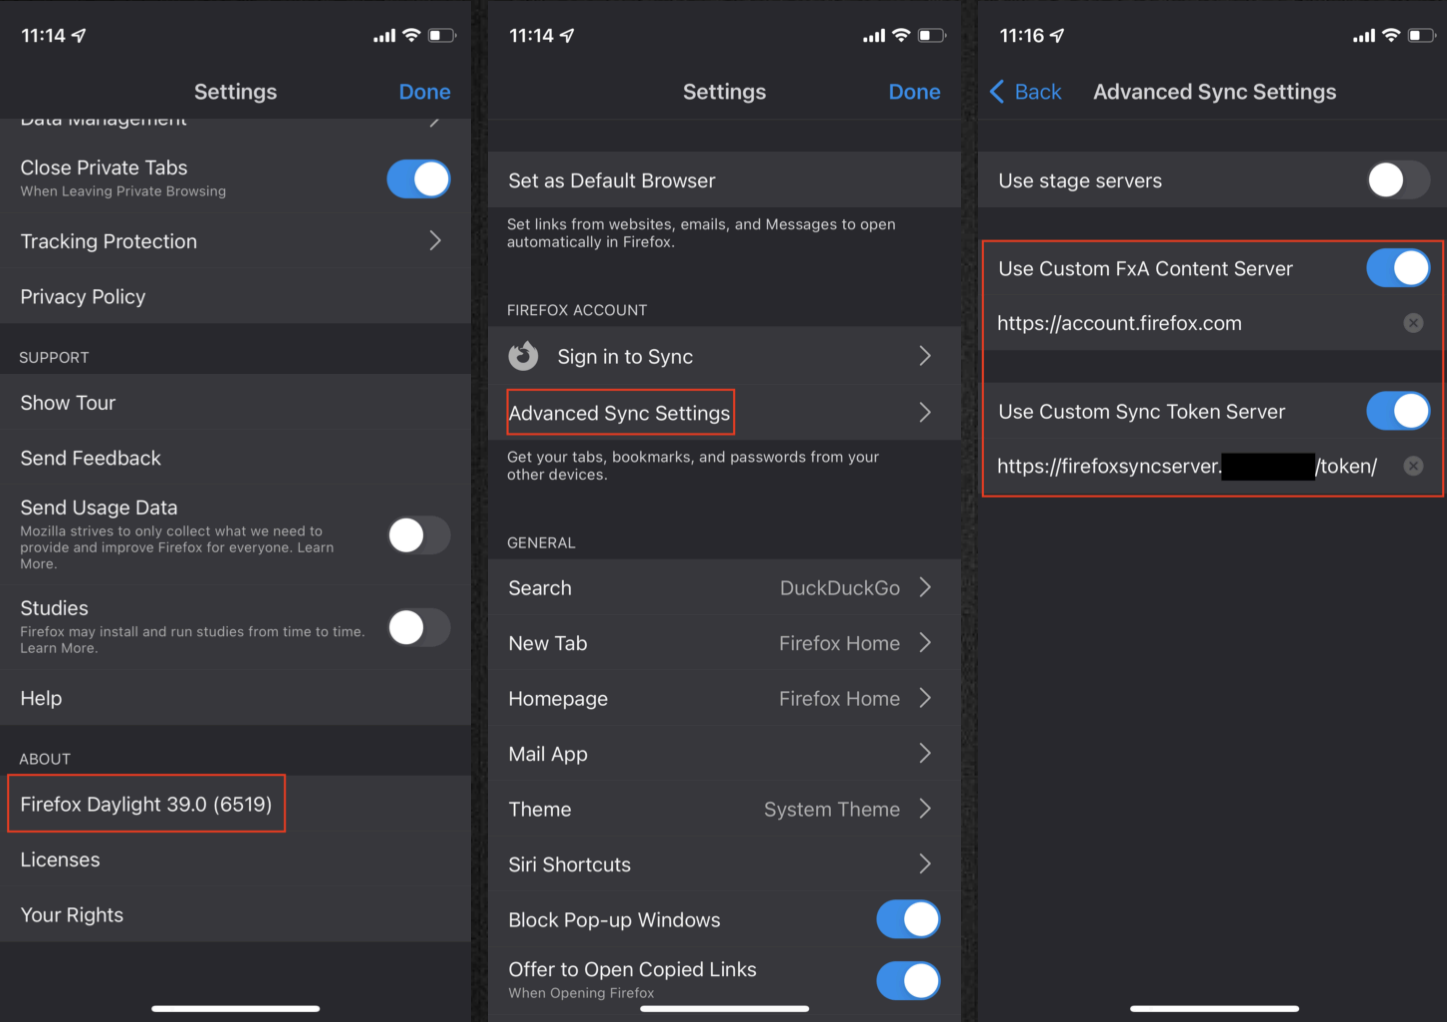 11:14
Settings
Done
Data Management
Close Private Tabs
When Leaving Private Browsing
Tracking Protection
Privacy Policy
SUPPORT
Show Tour
Send Feedback
Send Usage Data
Mozilla strives to only collect what we need to
provide and improve Firefox for everyone. Learn
More.
Studies
Firefox may install and run studies from time to time.
Learn More.
Help
ABOUT
Firefox Daylight 39.0 (6519)
Licenses
Your Rights
11:14
Settings
Done
Set as Default Browser
Set links from websites, emails, and Messages to open
automatically in Firefox.
FIREFOX ACCOUNT
Sign in to Sync
Advanced Sync Settings
Get your tabs, bookmarks, and passwords from your
other devices.
GENERAL
Search DuckDuckGo
New Tab Firefox Home
Homepage Firefox Home
Mail App
Theme System Theme
Siri Shortcuts
Block Pop-up Windows
Offer to Open Copied Links
When Opening Firefox
11:16
Back
Advanced Sync Settings
Use stage servers
Use Custom FxA Content Server
https://account.firefox.com
Use Custom Sync Token Server
https://firefoxsyncserver. /token/